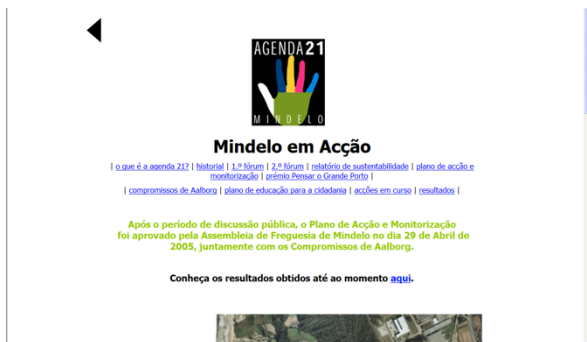 AGENDA21
MINDELO
Mindelo em Acção
| o que é a agenda 21? | historial | 1.º fórum | 2.º fórum | relatório de sustentabilidade | plano de acção e
monitorização | prémio Pensar o Grande Porto |
| compromissos de Aalborg | plano de educação para a cidadania | acções em curso | resultados |
Após o período de discussão pública, o Plano de Acção e Monitorização
foi aprovado pela Assembleia de Freguesia de Mindelo no dia 29 de Abril de
2005, juntamente com os Compromissos de Aalborg.
Conheça os resultados obtidos até ao momento aqui.